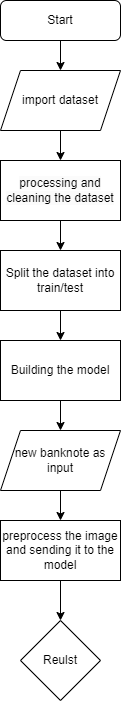 Start
import dataset
processing and
cleaning the dataset
Split the dataset into
train/test
Building the model
new banknote as
input
preprocess the image
and sending it to the
model
Reulst